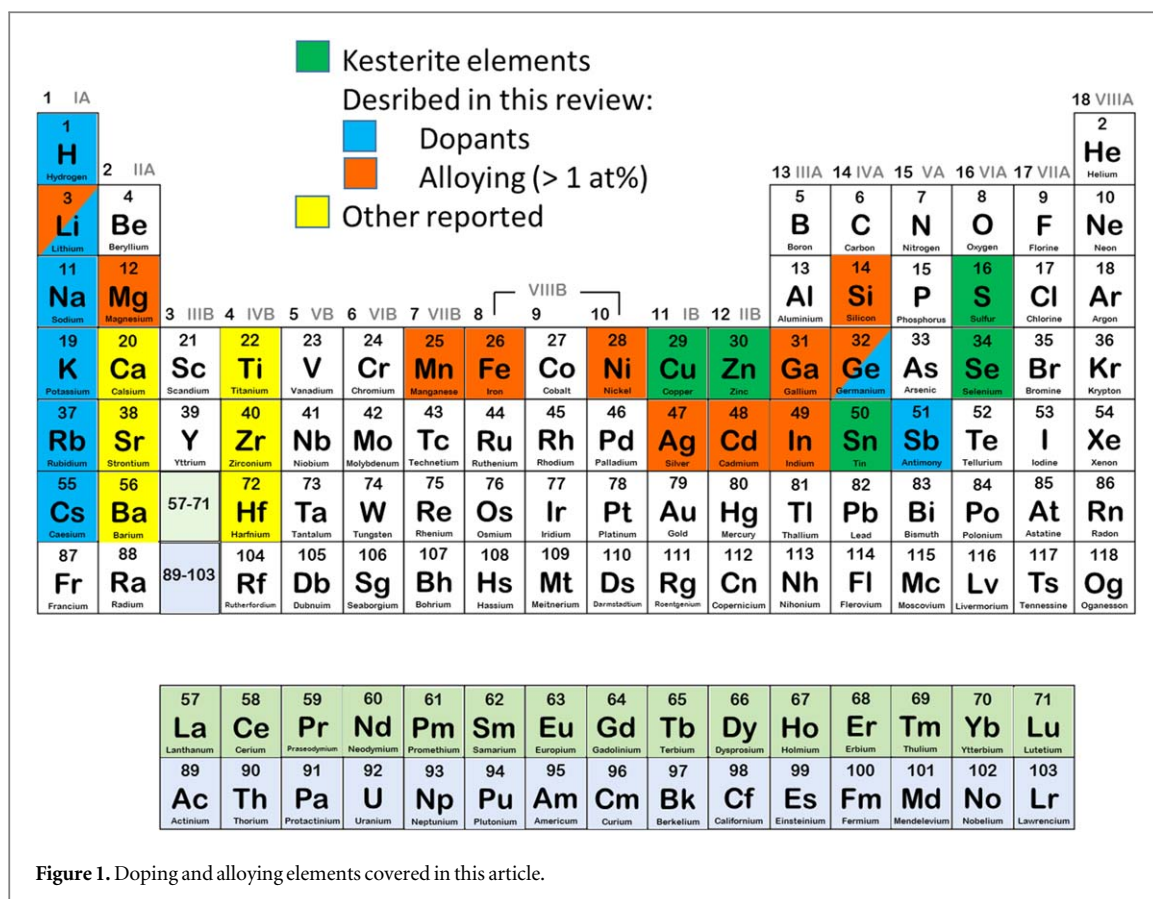 Kesterite elements
Desribed in this review:
Dopants
Alloying (> 1 at%)
Other reported
1 IA
18 VIIIA
1 2
H 2 IIA 13 IIIA 14 IVA 15 VA 16 VIA 17 VIIA He
Hydrogen Helium
3 4 5 6 7 8 9 10
Li Be B C N O F Ne
Lithium Beryllium Boron Carbon Nitrogen Oxygen Florine Neon
11 12 13 14 15 16 17 18
Na Mg 3 IIIB 4 IVB 5 VB 6 VIB 7 VIIB 8 VIIIB 9 10 11 IB 12 IIB Al Si P S Cl Ar
Sodium Magnesium Aluminium Silicon Phosphorus Sulfur Chlorine Argon
19 20 21 22 23 24 25 26 27 28 29 30 31 32 33 34 35 36
K Ca Sc Ti V Cr Mn Fe Co Ni Cu Zn Ga Ge As Se Br Kr
Potassium Calsium Scandium Titanium Vanadium Chromium Manganese Iron Cobalt Nickel Copper Zinc Gallium Germanium Arsenic Selenium Bromine Krypton
37 38 39 40 41 42 43 44 45 46 47 48 49 50 51 52 53 54
Rb Sr Y Zr Nb Mo Tc Ru Rh Pd Ag Cd In Sn Sb Te I Xe
Rubidium Strontium Yttrium Zirconium Niobium Molybdenum Technetium Ruthenium Rhodium Palladium Silver Cadmium Indium Tin Antimony Tellurium Iodine Xenon
55 56 57-71 72 73 74 75 76 77 78 79 80 81 82 83 84 85 86
Cs Ba Hf Ta W Re Os Ir Pt Au Hg Tl Pb Bi Po At Rn
Caesium Barium Harfnium Tantalum Tungsten Rhenium Osmium Iridium Platinum Gold Mercury Thallium Lead Bismuth Polonium Astatine Radon
87 88 89-103 104 105 106 107 108 109 110 111 112 113 114 115 116 117 118
Fr Ra Rf Db Sg Bh Hs Mt Ds Rg Cn Nh Fl Mc Lv Ts Og
Francium Radium Rutherfordium Dubnuim Seaborgium Bohrium Hassium Meitnerium Darmstadtium Roentgenium Copernicium Nihonium Flerovium Moscovium Livermorium Tennessine Oganesson
57 58 59 60 61 62 63 64 65 66 67 68 69 70 71
La Ce Pr Nd Pm Sm Eu Gd Tb Dy Ho Er Tm Yb Lu
Lanthanum Cerium Praseodymium Neodymium Promethium Samarium Europium Gadolinium Terbium Dysprosium Holmium Erbium Thulium Ytterbium Lutetium
89 90 91 92 93 94 95 96 97 98 99 100 101 102 103
Ac Th Pa U Np Pu Am Cm Bk Cf Es Fm Md No Lr
Actinium Thorium Protactinium Uranium Neptunium Plutonium Americum Curium Berkelium Californium Einsteinium Fermium Mendelevium Nobelium Lawrencium
Figure 1. Doping and alloying elements covered in this article.